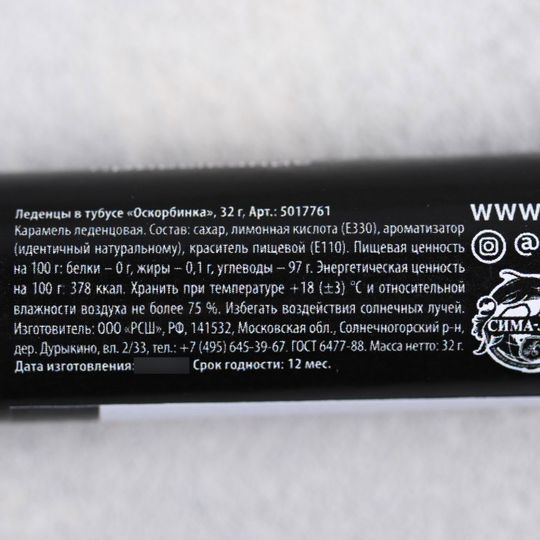 Леденцы в тубусе «Оскорбинка», 32 г, Арт.: 5017761
Карамель леденцовая. Состав: сахар, лимонная кислота (Е330), ароматизатор
(идентичный натуральному), краситель пищевой (Е110). Пищевая ценность
на 100 г: белки – 0 г, жиры – 0,1 г, углеводы – 97 г. Энергетическая ценность
на 100 г: 378 ккал. Хранить при температуре +18 (±3) °С и относительной
влажности воздуха не более 75 %. Избегать воздействия солнечных лучей.
Изготовитель: ООО «РСШ», РФ, 141532, Московская обл., Солнечногорский р-н,
дер. Дурыкино, вл. 2/33, тел.: +7 (495) 645-39-67. ГОСТ 6477-88. Масса нетто: 32 г.
Дата изготовления: Срок годности: 12 мес.
WWW
@
СИМА-